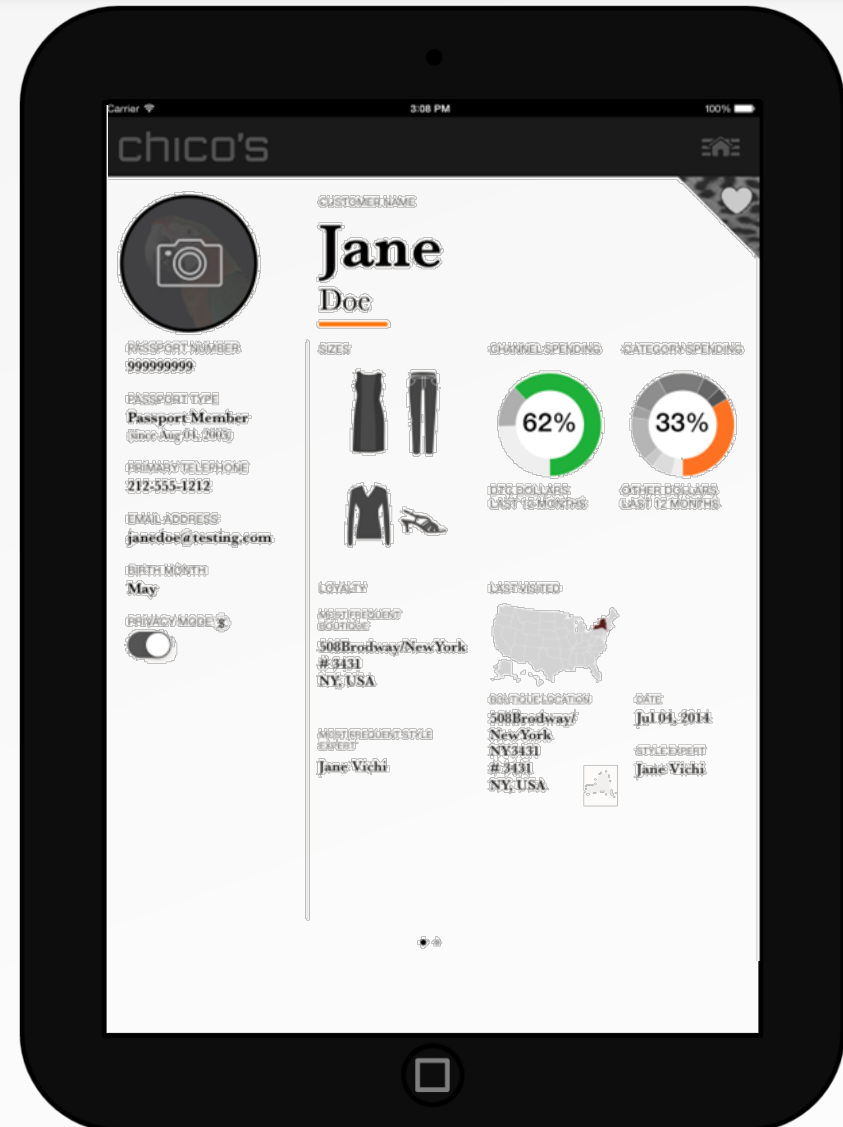 Carrier 3:08 PM 100%
chico's
CUSTOMER NAME
Jane
Doe
PASSPORT NUMBER
999999999
PASSPORT TYPE
Passport Member
(since Aug 04, 2005)
PRIMARY TELEPHONE
212-555-1212
EMAIL ADDRESS
janedoe@testing.com
BIRTH MONTH
May
PRIVACY MODE
SIZES
CHANNEL SPENDING
62%
DTC DOLLARS
LAST 12 MONTHS
CATEGORY SPENDING
33%
OTHER DOLLARS
LAST 12 MONTHS
LOYALTY
MOST FREQUENT
BOUTIQUE
508Brodway/NewYork
# 3431
NY, USA
MOST FREQUENT STYLE
EXPERT
Jane Vichi
LAST VISITED
BOUTIQUE LOCATION
508Brodway/
NewYork
NY3431
# 3431
NY, USA
DATE
Jul 04, 2014
STYLE EXPERT
Jane Vichi